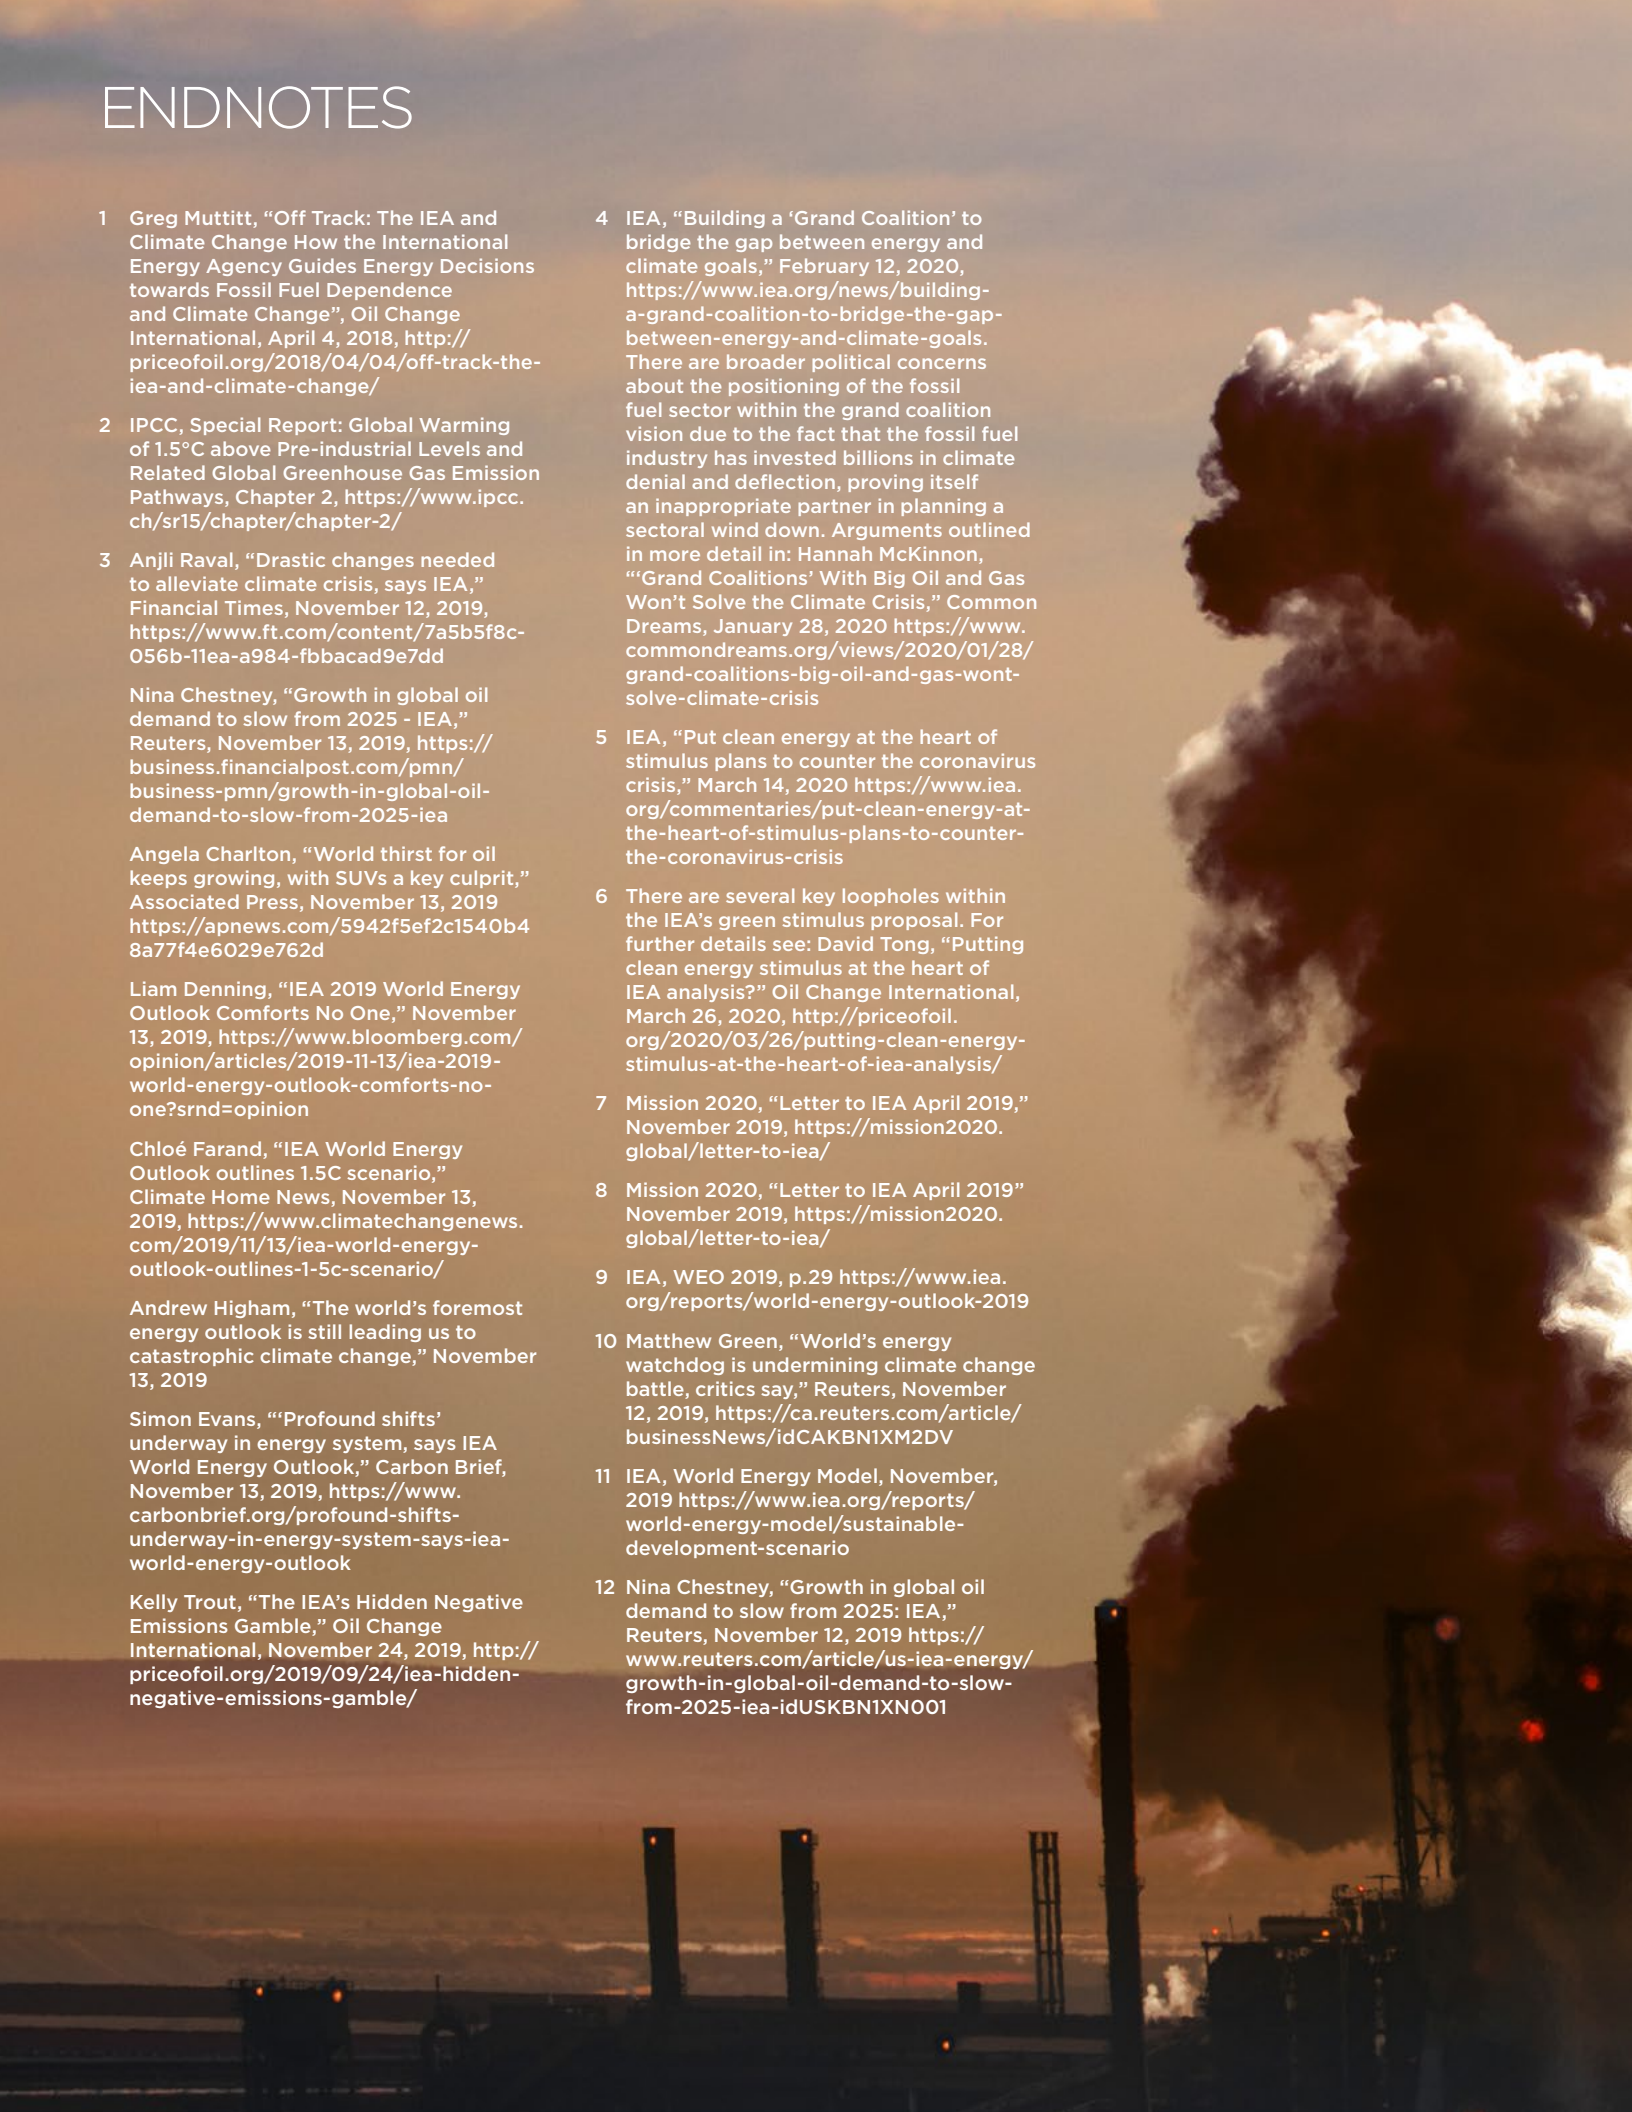 ENDNOTES
1 Greg Muttitt, “Off Track: The IEA and
Climate Change How the International
Energy Agency Guides Energy Decisions
towards Fossil Fuel Dependence
and Climate Change”, Oil Change
International, April 4, 2018, http://
priceofoil.org/2018/04/04/off-track-the-
iea-and-climate-change/
2 IPCC, Special Report: Global Warming
of 1.5°C above Pre-industrial Levels and
Related Global Greenhouse Gas Emission
Pathways, Chapter 2, https://www.ipcc.
ch/sr15/chapter/chapter-2/
3 Anjli Raval, “Drastic changes needed
to alleviate climate crisis, says IEA,”
Financial Times, November 12, 2019,
https://www.ft.com/content/7a5b5f8c-
056b-11ea-a984-fbbacad9e7dd
Nina Chestney, “Growth in global oil
demand to slow from 2025 - IEA,”
Reuters, November 13, 2019, https://
business.financialpost.com/pmn/
business-pmn/growth-in-global-oil-
demand-to-slow-from-2025-iea
Angela Charlton, “World thirst for oil
keeps growing, with SUVs a key culprit,”
Associated Press, November 13, 2019
https://apnews.com/5942f5ef2c1540b4
8a77f4e6029e762d
Liam Denning, “IEA 2019 World Energy
Outlook Comforts No One,” November
13, 2019, https://www.bloomberg.com/
opinion/articles/2019-11-13/iea-2019-
world-energy-outlook-comforts-no-
one?srnd=opinion
Chloé Farand, “IEA World Energy
Outlook outlines 1.5C scenario,”
Climate Home News, November 13,
2019, https://www.climatechangenews.
com/2019/11/13/iea-world-energy-
outlook-outlines-1-5c-scenario/
Andrew Higham, “The world’s foremost
energy outlook is still leading us to
catastrophic climate change,” November
13, 2019
Simon Evans, “‘Profound shifts’
underway in energy system, says IEA
World Energy Outlook,” Carbon Brief,
November 13, 2019, https://www.
carbonbrief.org/profound-shifts-
underway-in-energy-system-says-iea-
world-energy-outlook
Kelly Trout, “The IEA’s Hidden Negative
Emissions Gamble,” Oil Change
International, November 24, 2019, http://
priceofoil.org/2019/09/24/iea-hidden-
negative-emissions-gamble/
4 IEA, “Building a ‘Grand Coalition’ to
bridge the gap between energy and
climate goals,” February 12, 2020,
https://www.iea.org/news/building-
a-grand-coalition-to-bridge-the-gap-
between-energy-and-climate-goals.
There are broader political concerns
about the positioning of the fossil
fuel sector within the grand coalition
vision due to the fact that the fossil fuel
industry has invested billions in climate
denial and deflection, proving itself
an inappropriate partner in planning a
sectoral wind down. Arguments outlined
in more detail in: Hannah McKinnon,
“‘Grand Coalitions’ With Big Oil and Gas
Won’t Solve the Climate Crisis,” Common
Dreams, January 28, 2020 https://www.
commondreams.org/views/2020/01/28/
grand-coalitions-big-oil-and-gas-wont-
solve-climate-crisis
5 IEA, “Put clean energy at the heart of
stimulus plans to counter the coronavirus
crisis,” March 14, 2020 https://www.iea.
org/commentaries/put-clean-energy-at-
the-heart-of-stimulus-plans-to-counter-
the-coronavirus-crisis
6 There are several key loopholes within
the IEA’s green stimulus proposal. For
further details see: David Tong, “Putting
clean energy stimulus at the heart of
IEA analysis?” Oil Change International,
March 26, 2020, http://priceofoil.
org/2020/03/26/putting-clean-energy-
stimulus-at-the-heart-of-iea-analysis/
7 Mission 2020, “Letter to IEA April 2019,”
November 2019, https://mission2020.
global/letter-to-iea/
8 Mission 2020, “Letter to IEA April 2019”
November 2019, https://mission2020.
global/letter-to-iea/
9 IEA, WEO 2019, p.29 https://www.iea.
org/reports/world-energy-outlook-2019
10 Matthew Green, “World’s energy
watchdog is undermining climate change
battle, critics say,” Reuters, November
12, 2019, https://ca.reuters.com/article/
businessNews/idCAKBN1XM2DV
11 IEA, World Energy Model, November,
2019 https://www.iea.org/reports/
world-energy-model/sustainable-
development-scenario
12 Nina Chestney, “Growth in global oil
demand to slow from 2025: IEA,”
Reuters, November 12, 2019 https://
www.reuters.com/article/us-iea-energy/
growth-in-global-oil-demand-to-slow-
from-2025-iea-idUSKBN1XN001